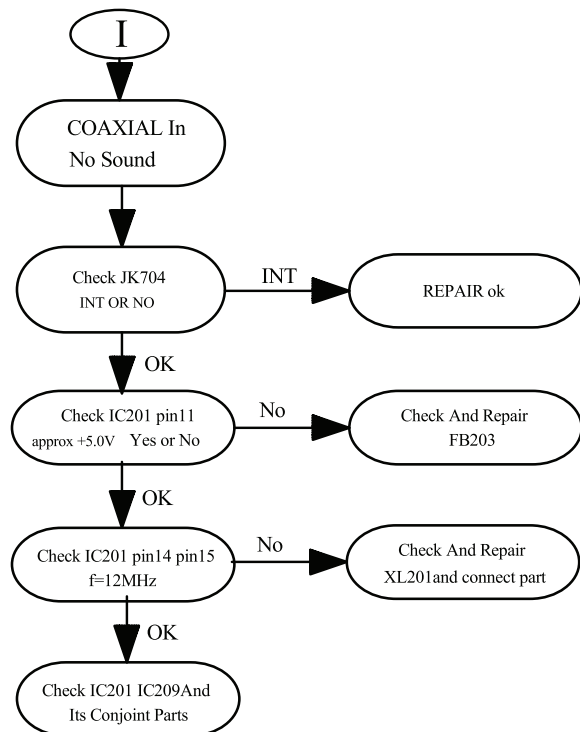 I
COAXIAL In
No Sound
Check JK704
INT OR NO
INT
REPAIR ok
OK
Check IC201 pin11
approx +5.0V Yes or No
No
Check And Repair
FB203
OK
Check IC201 pin14 pin15
f=12MHz
No
Check And Repair
XL201and connect part
OK
Check IC201 IC209And
Its Conjoint Parts